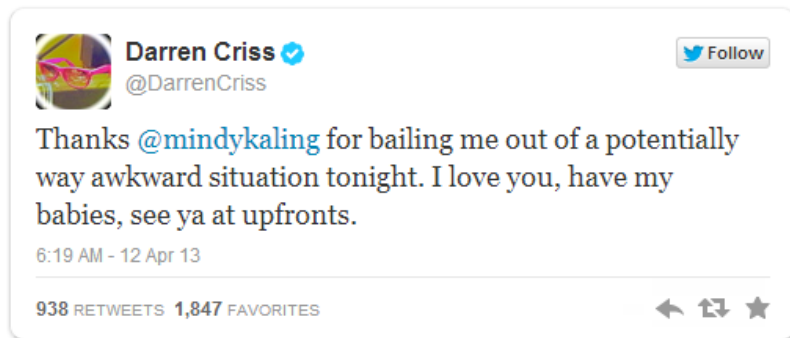 Darren Criss
Follow
@DarrenCriss
Thanks @mindykaling for bailing me out of a potentially
way awkward situation tonight. I love you, have my
babies, see ya at upfronts.
6:19 AM - 12 Apr 13
938 RETWEETS 1,847 FAVORITES